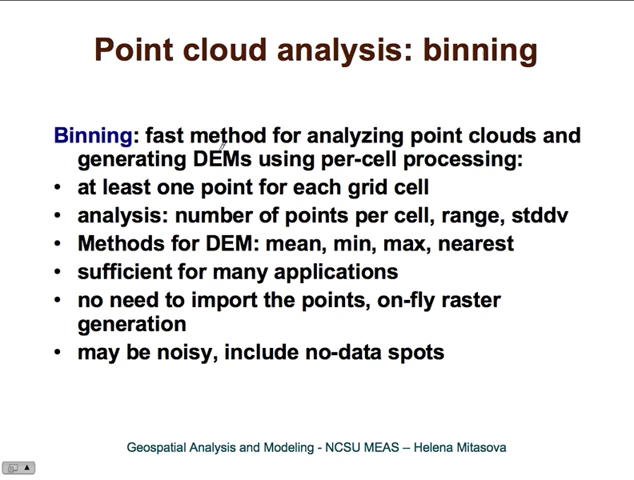 Point cloud analysis: binning
Binning: fast method for analyzing point clouds and
generating DEMs using per-cell processing:
• at least one point for each grid cell
• analysis: number of points per cell, range, stddv
• Methods for DEM: mean, min, max, nearest
• sufficient for many applications
• no need to import the points, on-fly raster
generation
• may be noisy, include no-data spots
Geospatial Analysis and Modeling - NCSU MEAS – Helena Mitasova